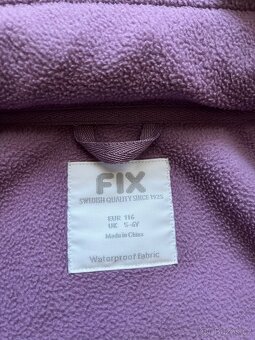 FIX
SWEDISH QUALITY SINCE 1925
EUR 116
UK 5-6Y
Made in China
Waterproof fabric